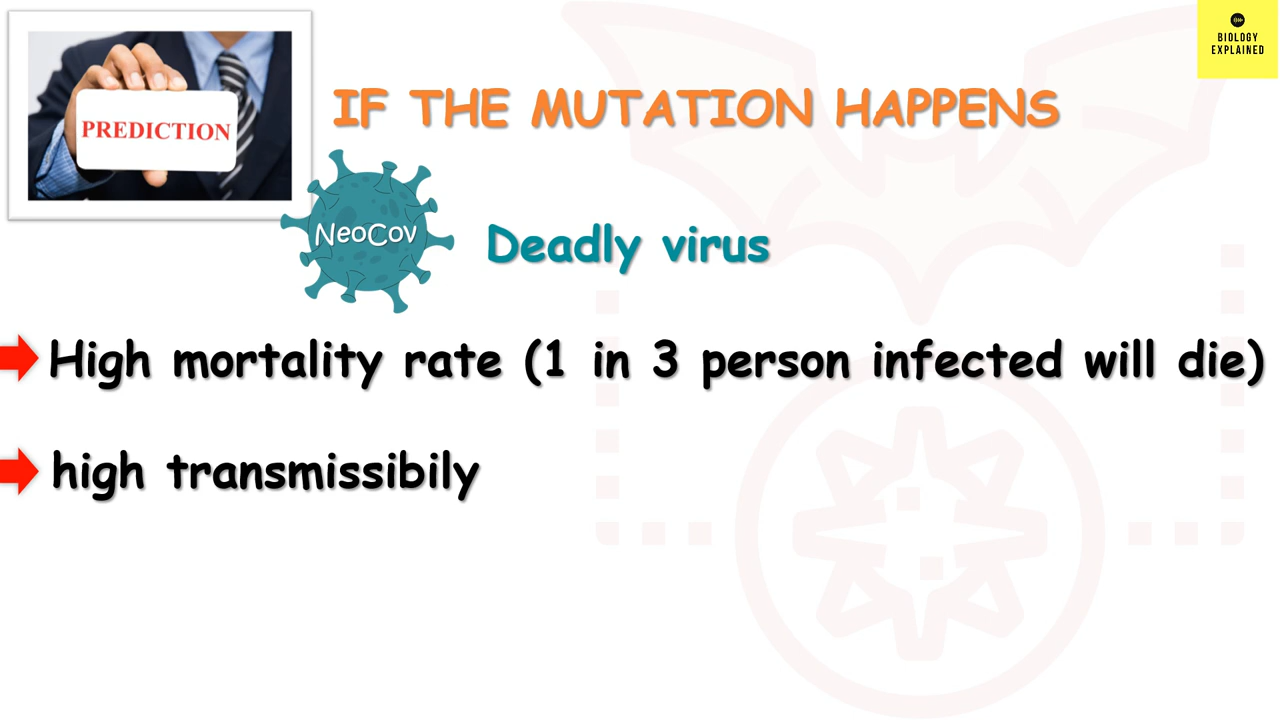 BIOLOGY
EXPLAINED
PREDICTION
IF THE MUTATION HAPPENS
NeoCov
Deadly virus
High mortality rate (1 in 3 person infected will die)
high transmissibily